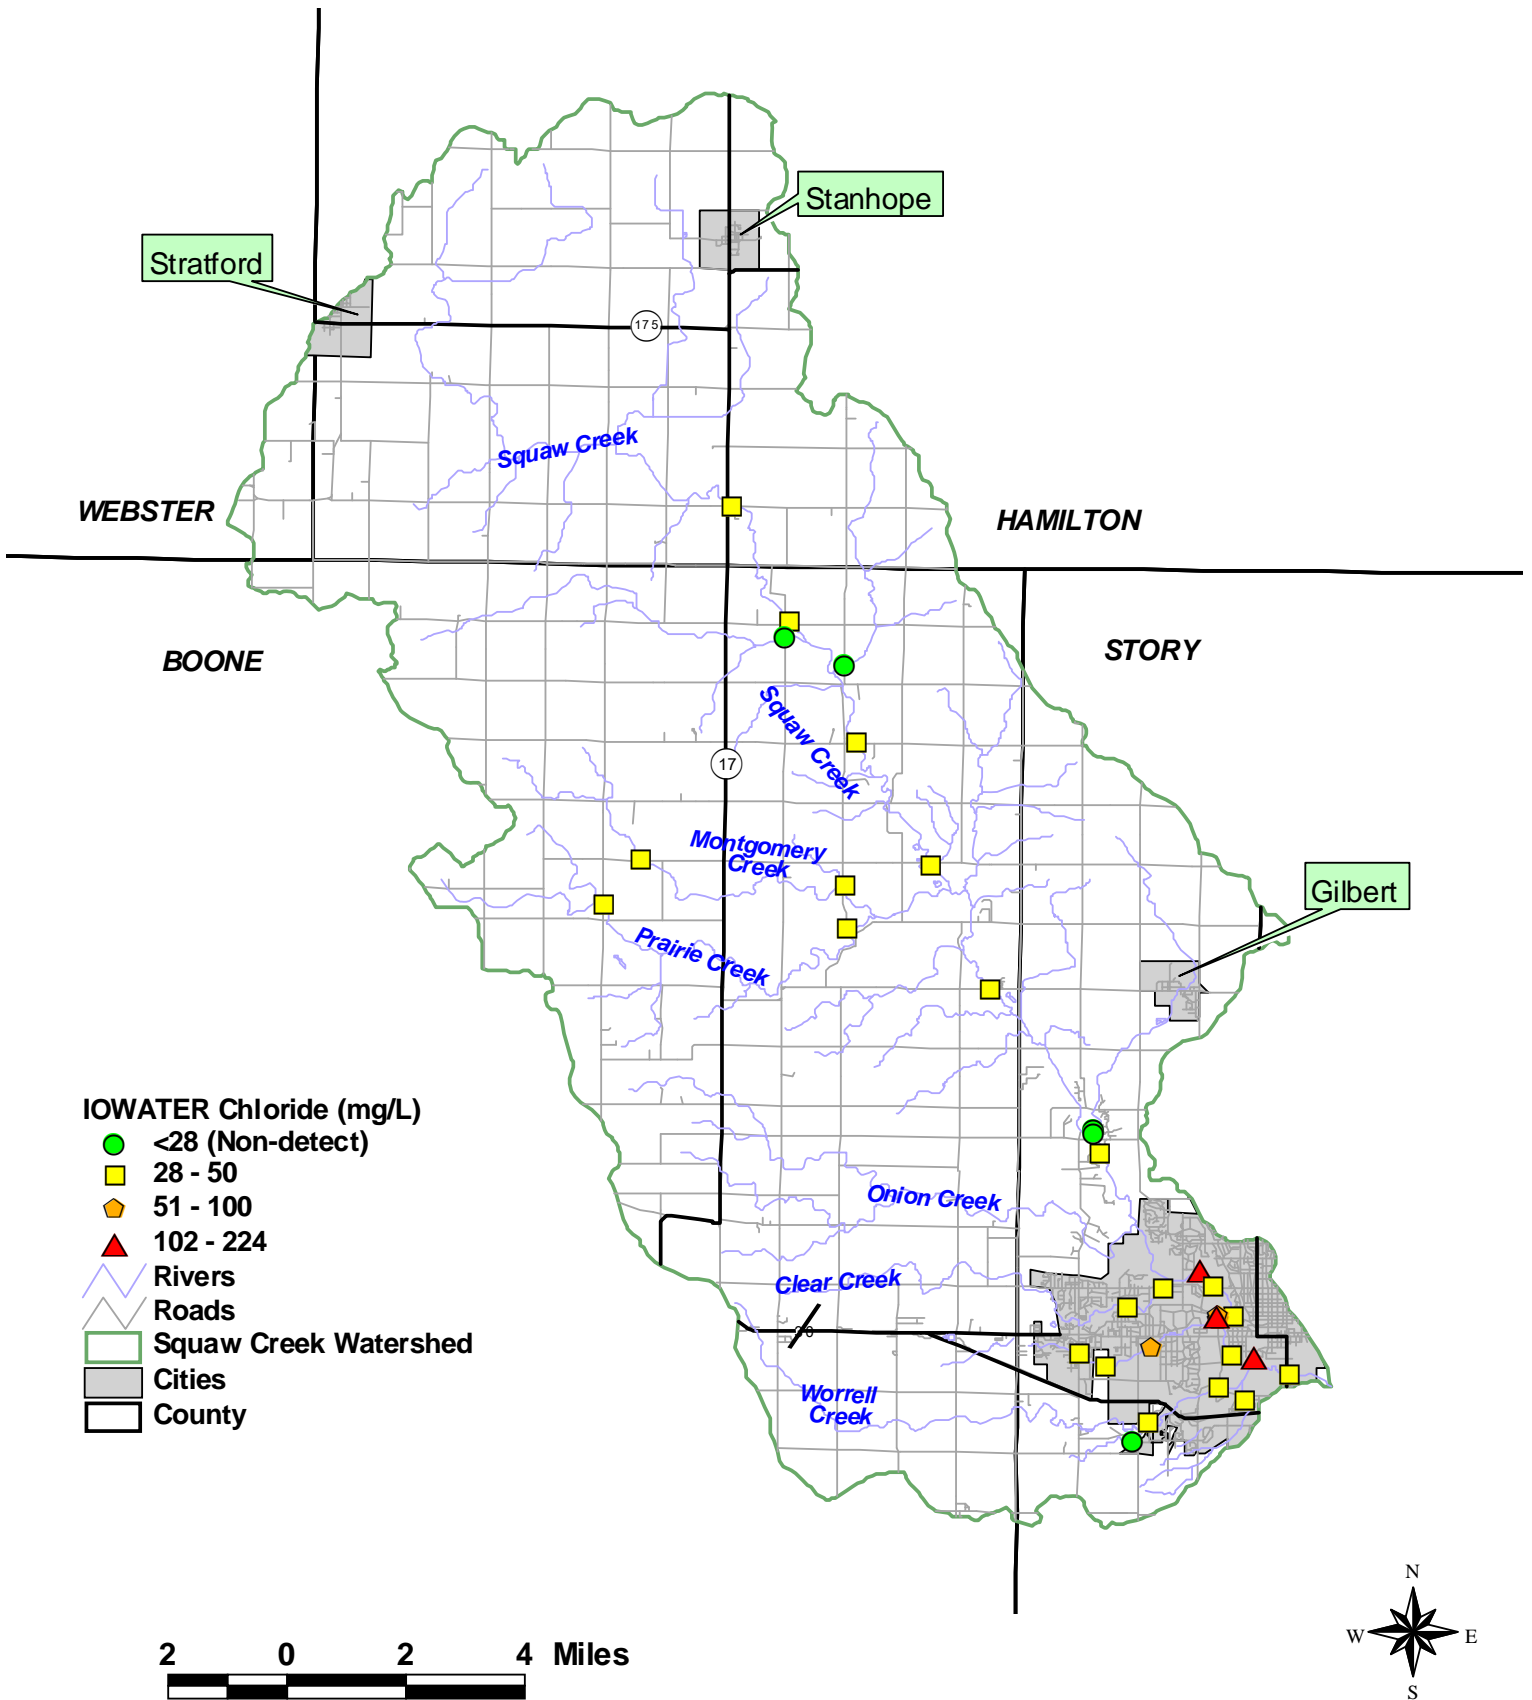 Stanhope
Stratford
175
Squaw Creek
WEBSTER
HAMILTON
BOONE
STORY
Squaw Creek
17
Montgomery
Creek
Gilbert
Prairie Creek
IOWATER Chloride (mg/L)
<28 (Non-detect)
28 - 50
51 - 100
102 - 224
Rivers
Roads
Squaw Creek Watershed
Cities
County
Onion Creek
Clear Creek
30
Worrell
Creek
N
W
E
S
2 0 2 4 Miles